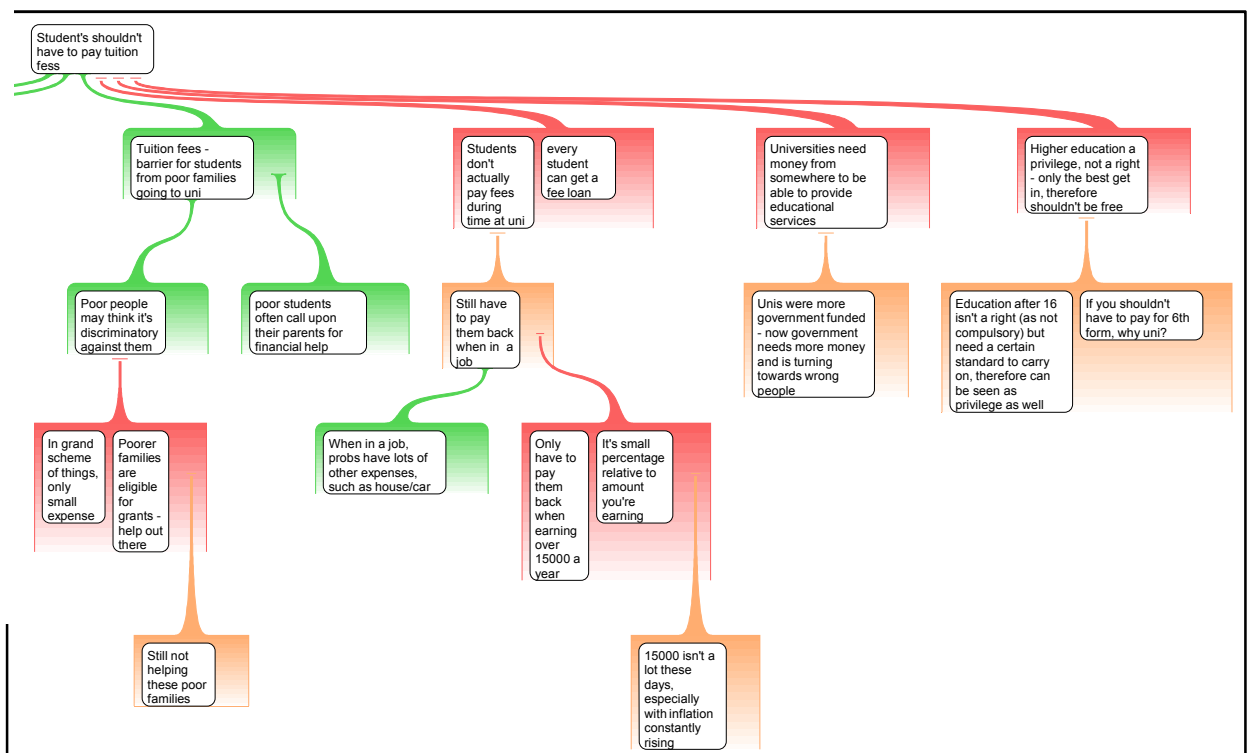 Student's shouldn't
have to pay tuition
fess
Tuition fees -
barrier for students
from poor families
going to uni
Students
don't
actually
pay fees
during
time at uni
every
student
can get a
fee loan
Universities need
money from
somewhere to be
able to provide
educational
services
Higher education a
privilege, not a right
- only the best get
in, therefore
shouldn't be free
Poor people
may think it's
discriminatory
against them
poor students
often call upon
their parents for
financial help
Still have
to pay
them back
when in a
job
Unis were more
government funded
- now government
needs more money
and is turning
towards wrong
people
Education after 16
isn't a right (as not
compulsory) but
need a certain
standard to carry
on, therefore can
be seen as
privilege as well
If you shouldn't
have to pay for 6th
form, why uni?
In grand
scheme
of things,
only
small
expense
Poorer
families
are
eligible
for
grants -
help out
there
When in a job,
probs have lots of
other expenses,
such as house/car
Only
have to
pay
them
back
when
earning
over
15000 a
year
It's small
percentage
relative to
amount
you're
earning
Still not
helping
these poor
families
15000 isn't a
lot these
days,
especially
with inflation
constantly
rising